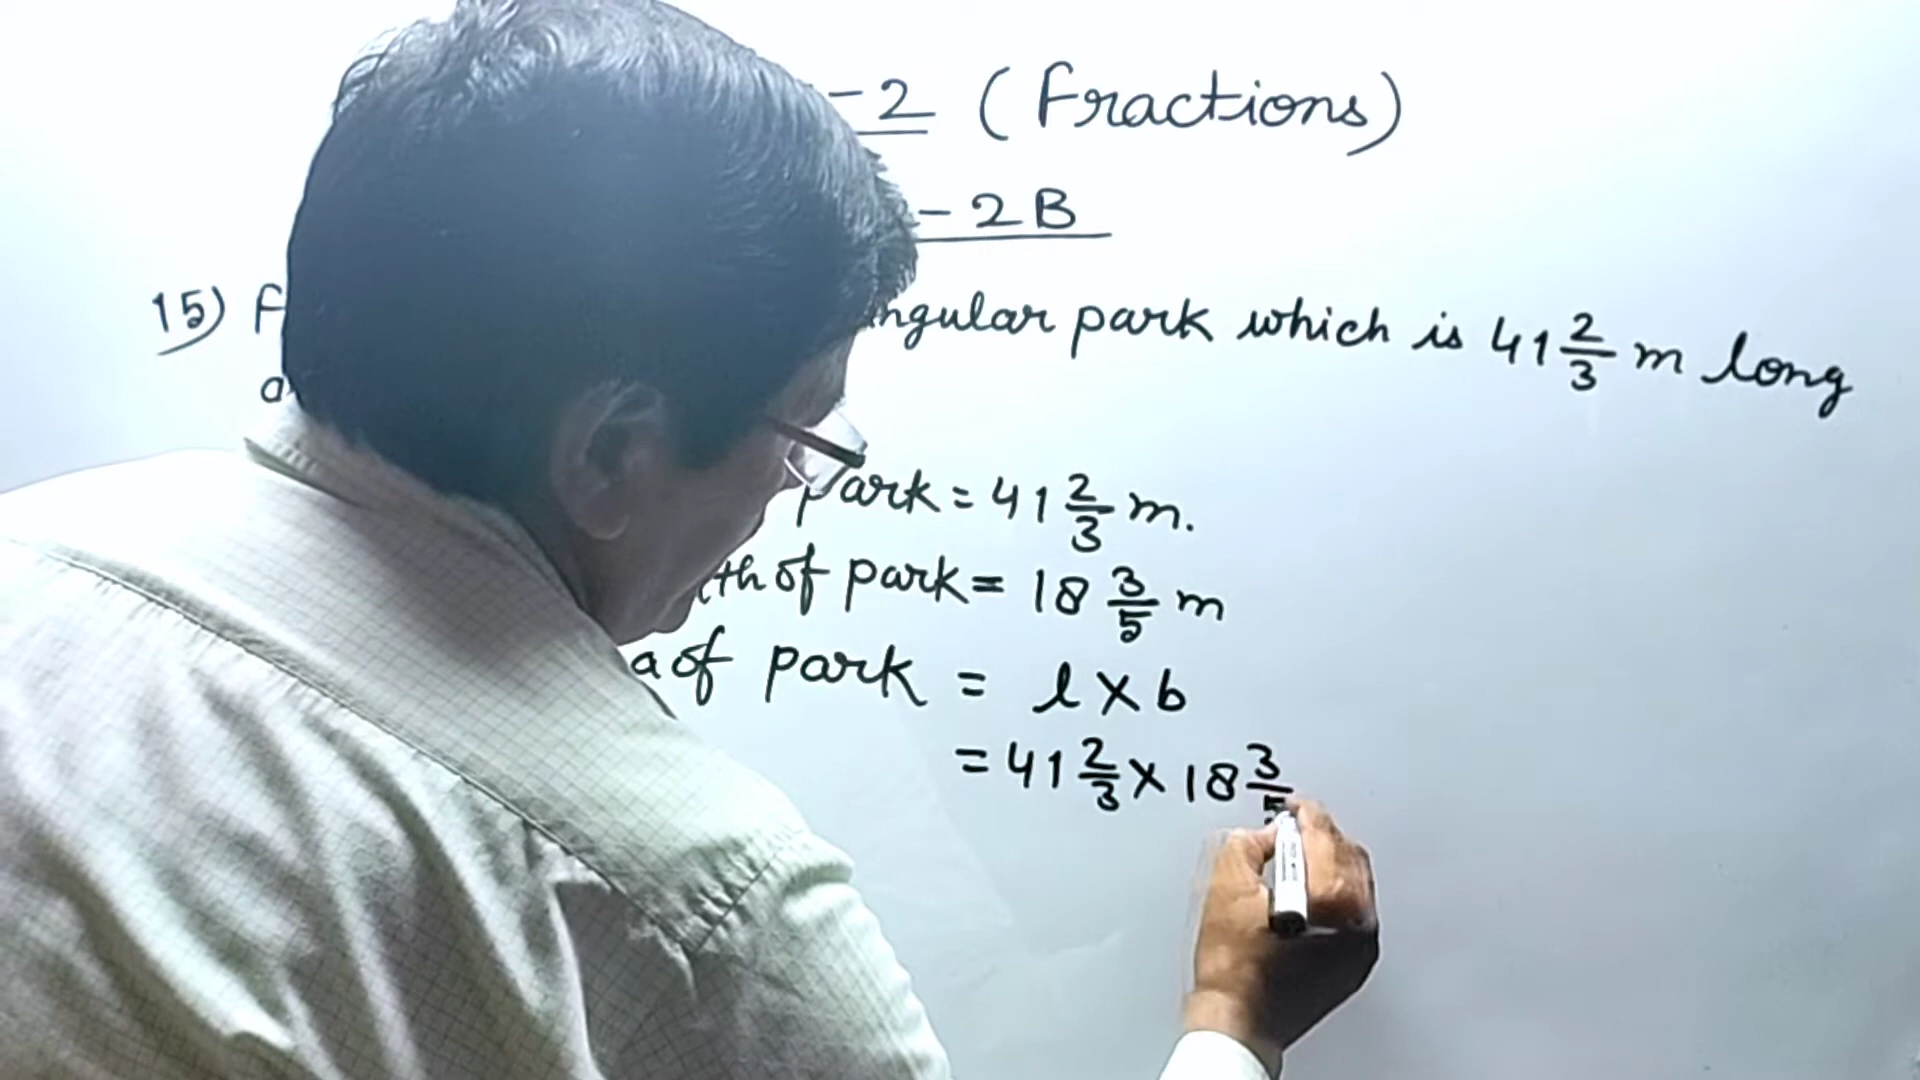 -2 (Fractions)
- 2B
15) ngular park which is 41 2/3 m long
park = 41 2/3 m.
th of park = 18 3/5 m
a of park = l × b
= 41 2/3 × 18 3/5